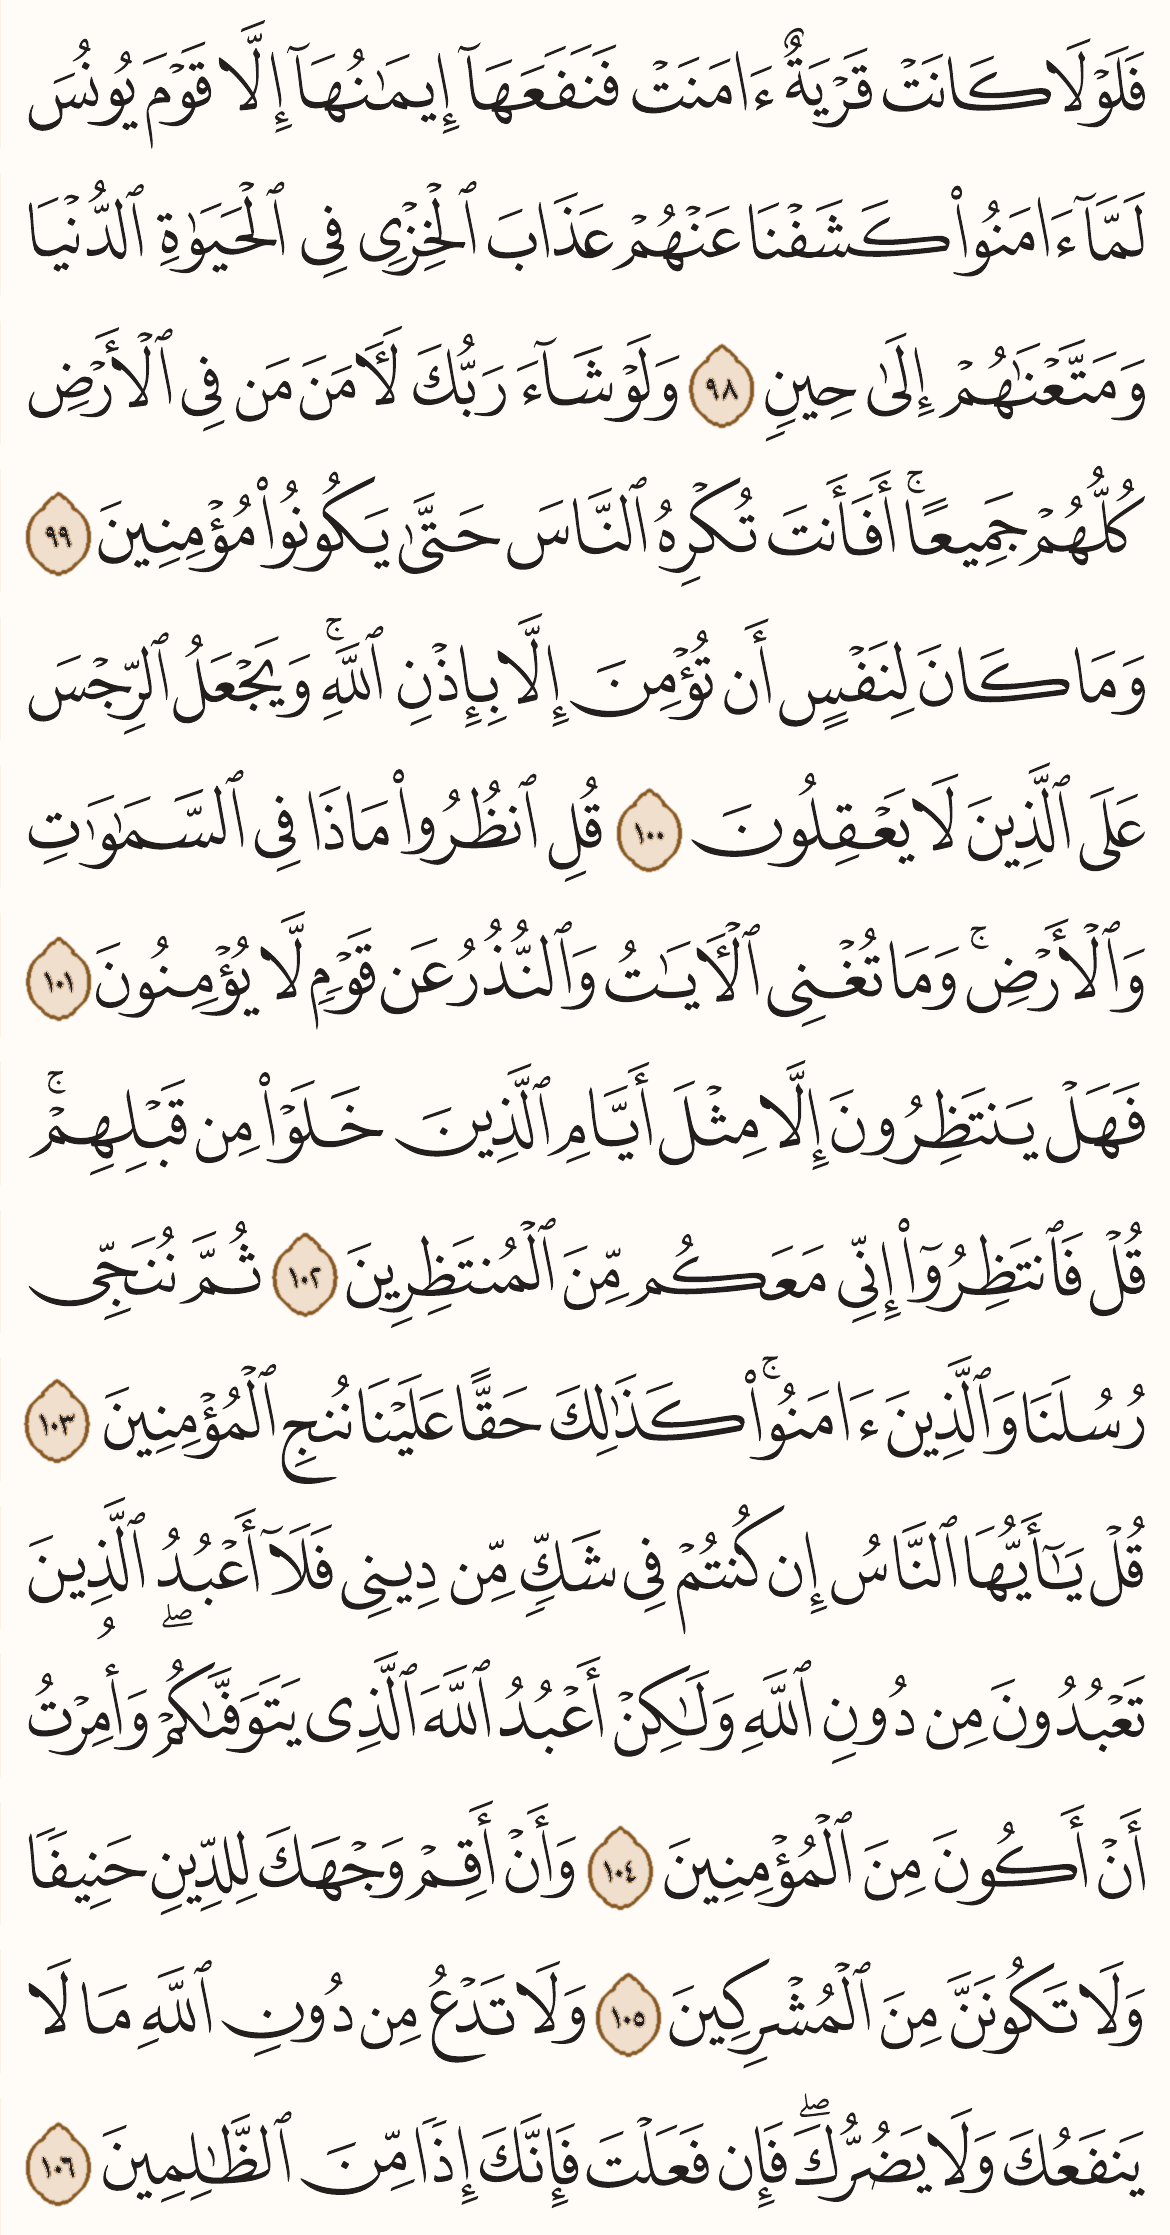 فَلَوْلَا كَانَتْ قَرْيَةٌ ءَامَنَتْ فَنَفَعَهَآ إِيمَـٰنُهَآ إِلَّا قَوْمَ يُونُسَ
لَمَّآ ءَامَنُوا۟ كَشَفْنَا عَنْهُمْ عَذَابَ ٱلْخِزْىِ فِى ٱلْحَيَوٰةِ ٱلدُّنْيَا
وَمَتَّعْنَـٰهُمْ إِلَىٰ حِينٍ ٩٨ وَلَوْ شَآءَ رَبُّكَ لَـَٔامَنَ مَن فِى ٱلْأَرْضِ
كُلُّهُمْ جَمِيعًا ۚ أَفَأَنتَ تُكْرِهُ ٱلنَّاسَ حَتَّىٰ يَكُونُوا۟ مُؤْمِنِينَ ٩٩
وَمَا كَانَ لِنَفْسٍ أَن تُؤْمِنَ إِلَّا بِإِذْنِ ٱللَّهِ ۚ وَيَجْعَلُ ٱلرِّجْسَ
عَلَى ٱلَّذِينَ لَا يَعْقِلُونَ ١٠٠ قُلِ ٱنظُرُوا۟ مَاذَا فِى ٱلسَّمَـٰوَٰتِ
وَٱلْأَرْضِ ۚ وَمَا تُغْنِى ٱلْـَٔايَـٰتُ وَٱلنُّذُرُ عَن قَوْمٍ لَّا يُؤْمِنُونَ ١٠١
فَهَلْ يَنتَظِرُونَ إِلَّا مِثْلَ أَيَّامِ ٱلَّذِينَ خَلَوْا۟ مِن قَبْلِهِمْ ۚ
قُلْ فَٱنتَظِرُوٓا۟ إِنِّى مَعَكُم مِّنَ ٱلْمُنتَظِرِينَ ١٠٢ ثُمَّ نُنَجِّى
رُسُلَنَا وَٱلَّذِينَ ءَامَنُوا۟ ۚ كَذَٰلِكَ حَقًّا عَلَيْنَا نُنجِ ٱلْمُؤْمِنِينَ ١٠٣
قُلْ يَـٰٓأَيُّهَا ٱلنَّاسُ إِن كُنتُمْ فِى شَكٍّ مِّن دِينِى فَلَآ أَعْبُدُ ٱلَّذِينَ
تَعْبُدُونَ مِن دُونِ ٱللَّهِ وَلَـٰكِنْ أَعْبُدُ ٱللَّهَ ٱلَّذِى يَتَوَفَّىٰكُمْ ۖ وَأُمِرْتُ
أَنْ أَكُونَ مِنَ ٱلْمُؤْمِنِينَ ١٠٤ وَأَنْ أَقِمْ وَجْهَكَ لِلدِّينِ حَنِيفًا
وَلَا تَكُونَنَّ مِنَ ٱلْمُشْرِكِينَ ١٠٥ وَلَا تَدْعُ مِن دُونِ ٱللَّهِ مَا لَا
يَنفَعُكَ وَلَا يَضُرُّكَ ۖ فَإِن فَعَلْتَ فَإِنَّكَ إِذًا مِّنَ ٱلظَّـٰلِمِينَ ١٠٦